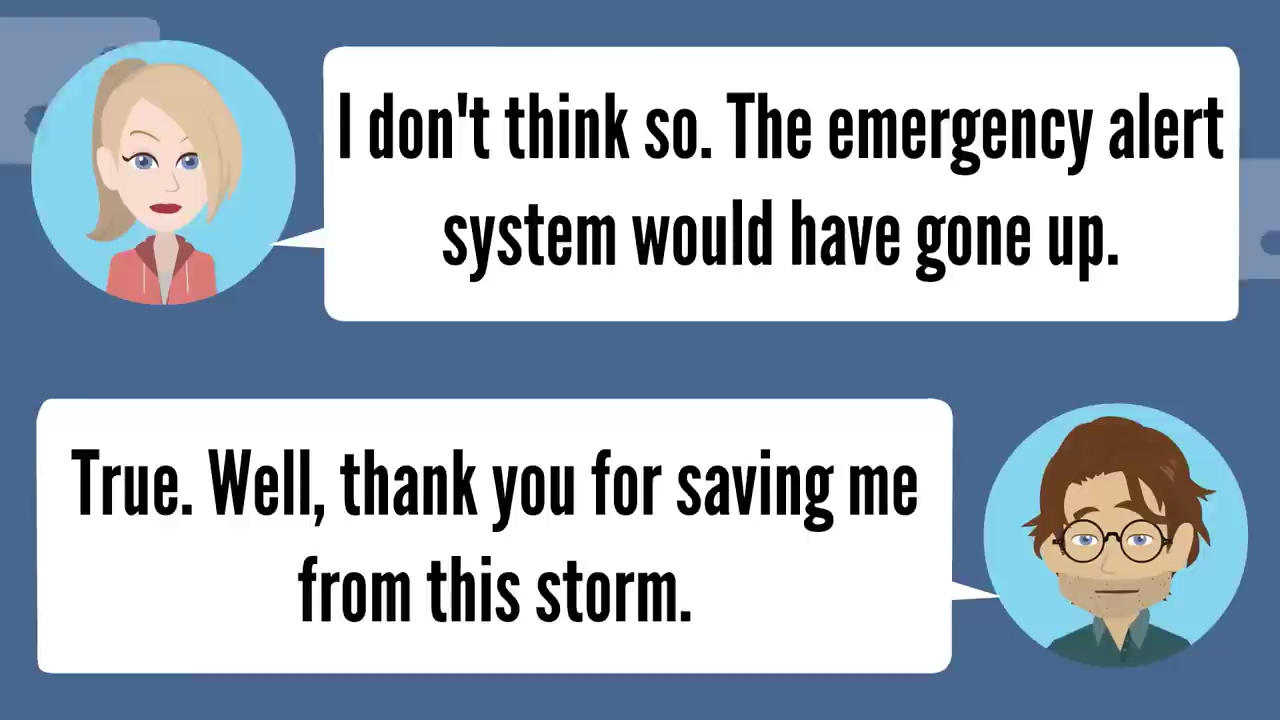 I don't think so. The emergency alert
system would have gone up.
True. Well, thank you for saving me
from this storm.